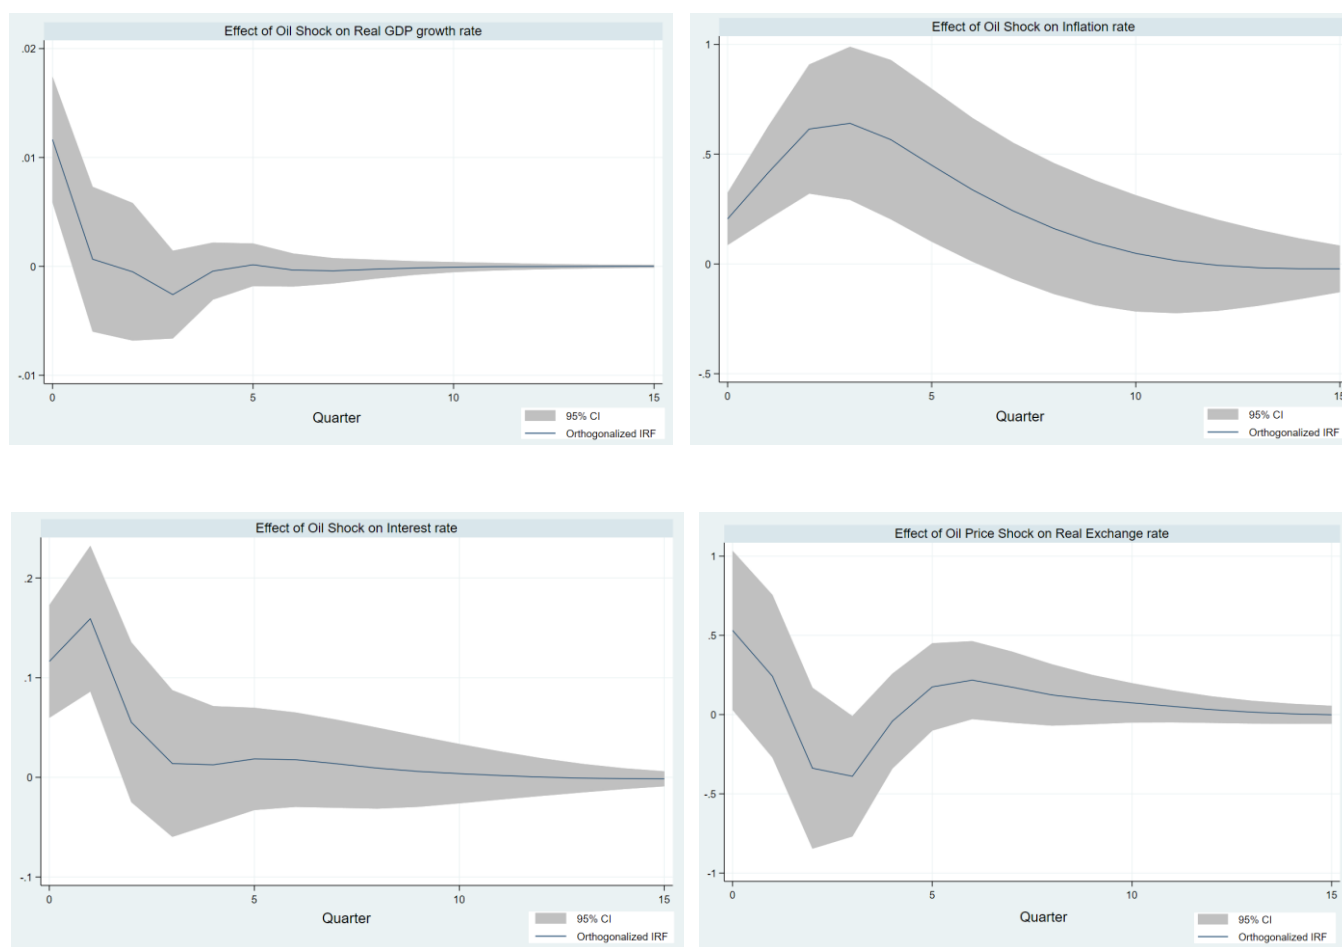 Effect of Oil Shock on Real GDP growth rate
.02
.01
0
-.01
0
5
10
15
Quarter
95% CI
Orthogonalized IRF
Effect of Oil Shock on Inflation rate
1
.5
0
-.5
0
5
10
15
Quarter
95% CI
Orthogonalized IRF
Effect of Oil Shock on Interest rate
.2
.1
0
-.1
0
5
10
15
Quarter
95% CI
Orthogonalized IRF
Effect of Oil Price Shock on Real Exchange rate
1
.5
0
-.5
-1
0
5
10
15
Quarter
95% CI
Orthogonalized IRF